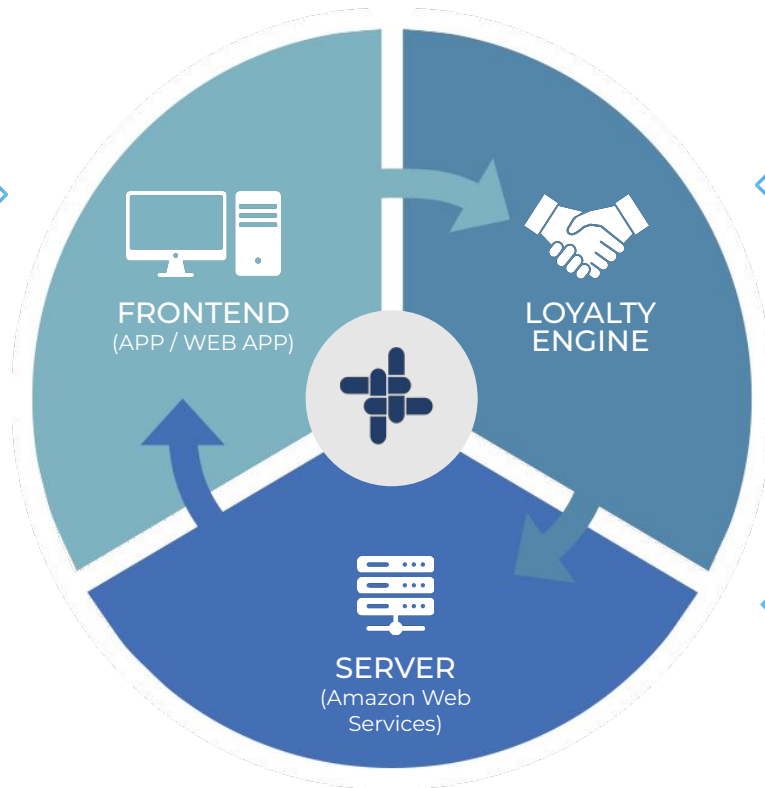 FRONTEND
(APP / WEB APP)
LOYALTY
ENGINE
SERVER
(Amazon Web
Services)